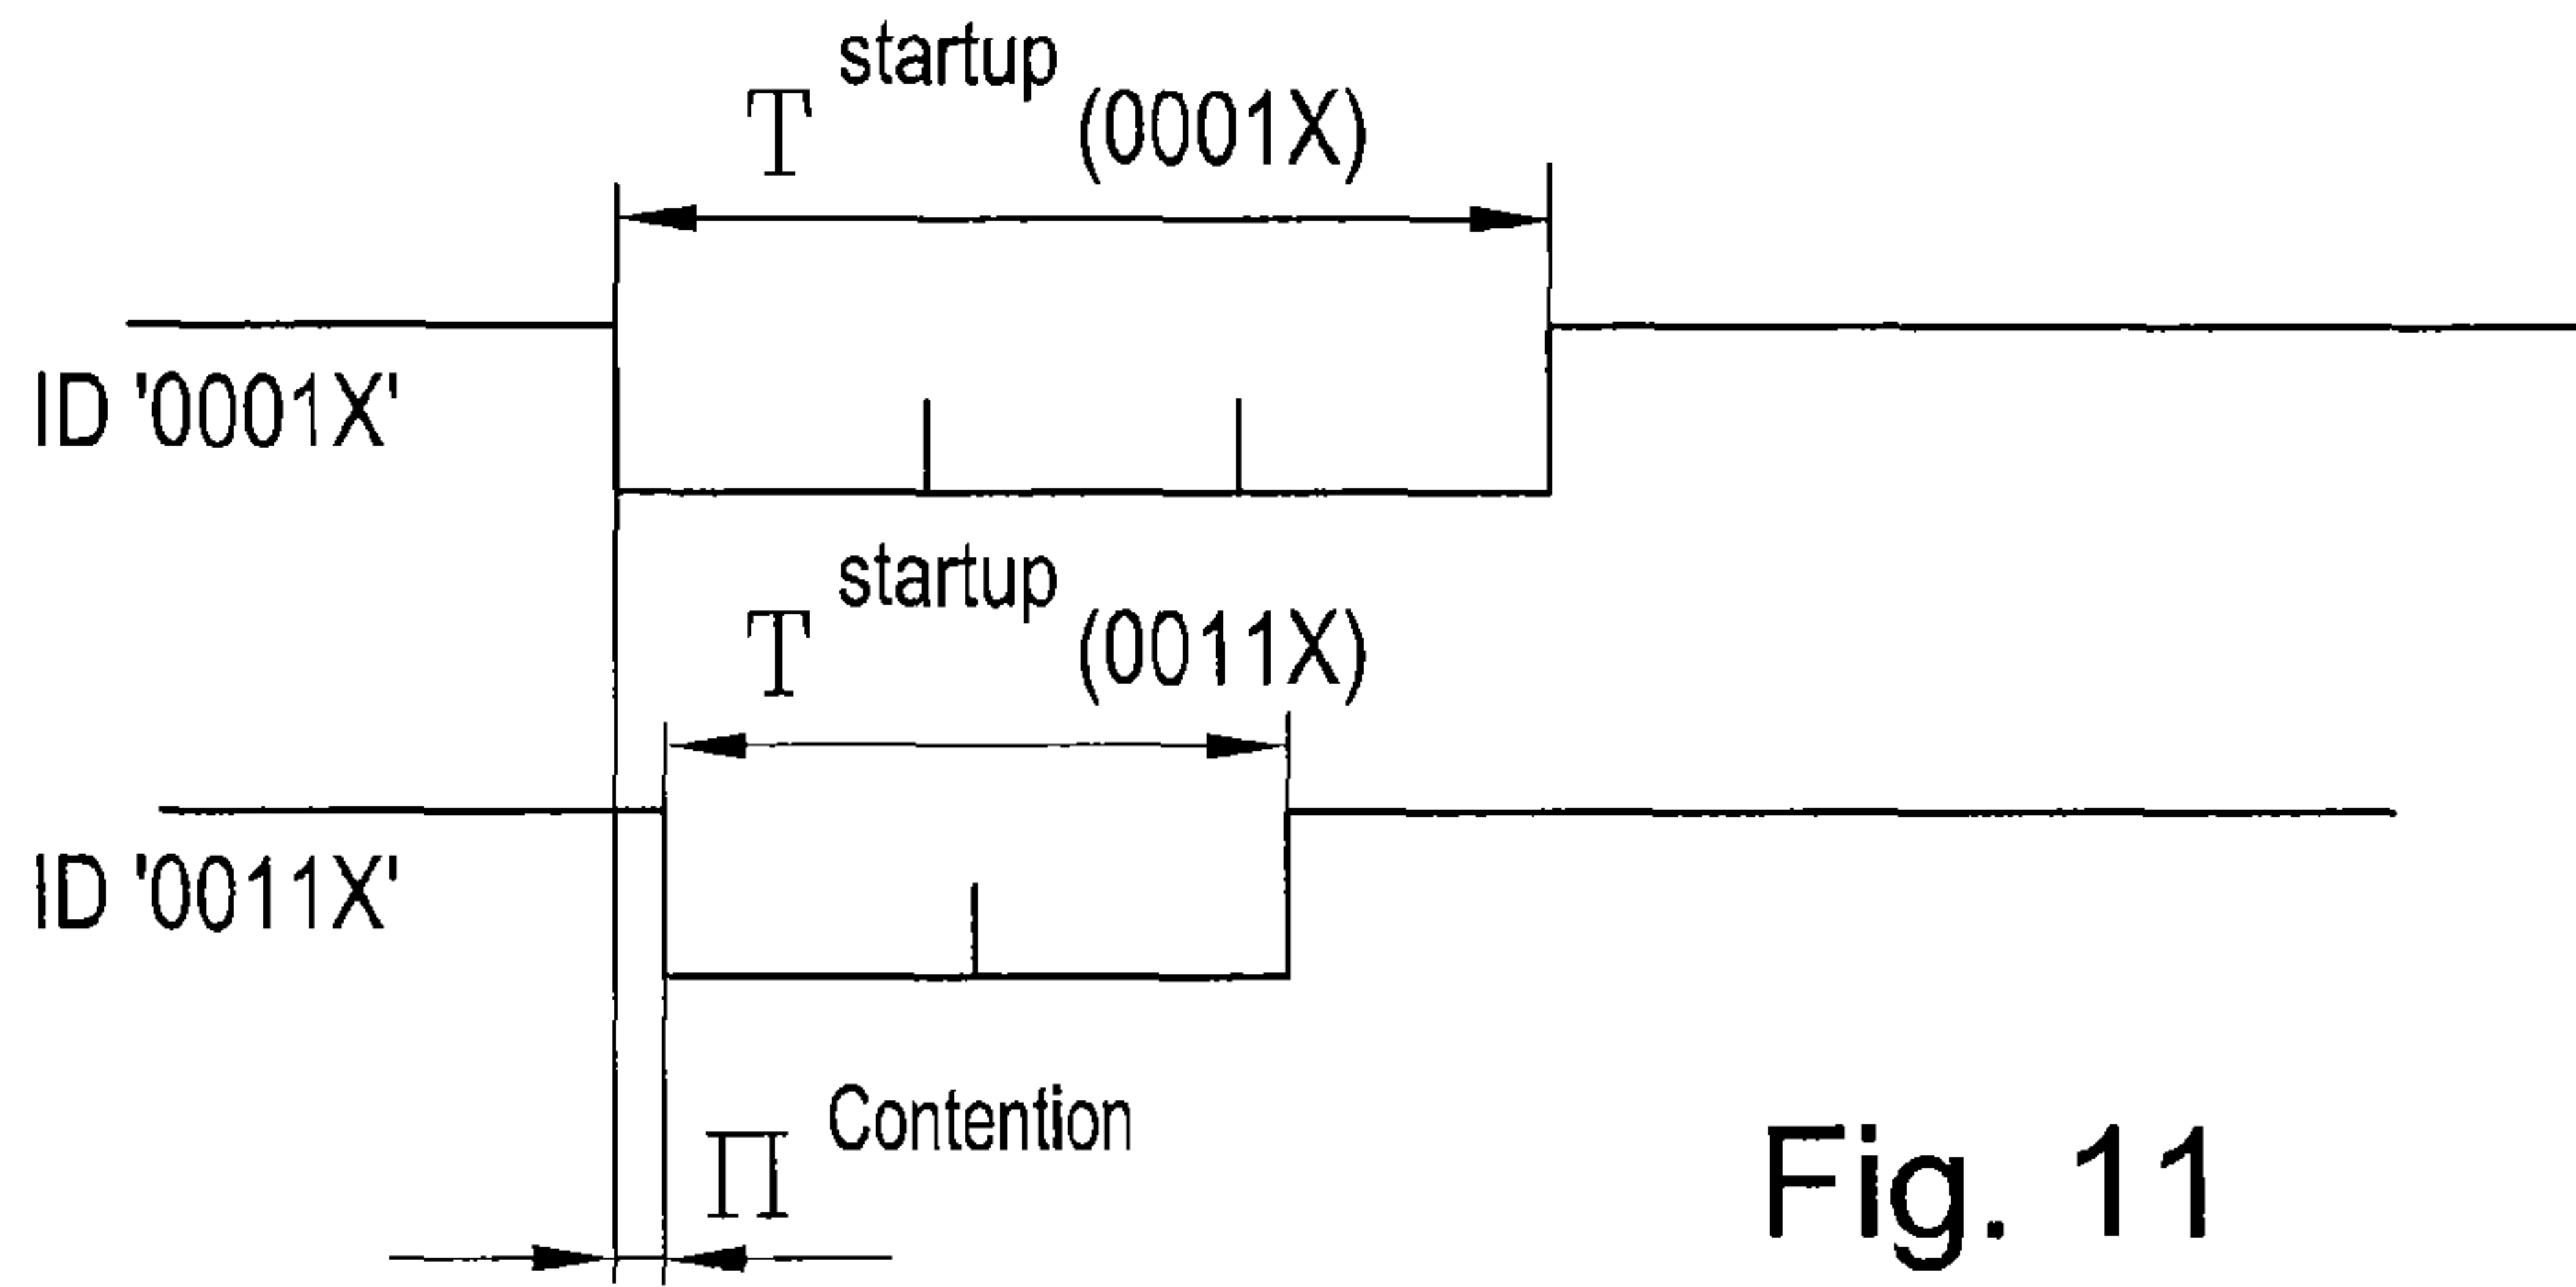 T startup (0001X)
ID '0001X'
T startup (0011X)
ID '0011X'
Π Contention
Fig. 11